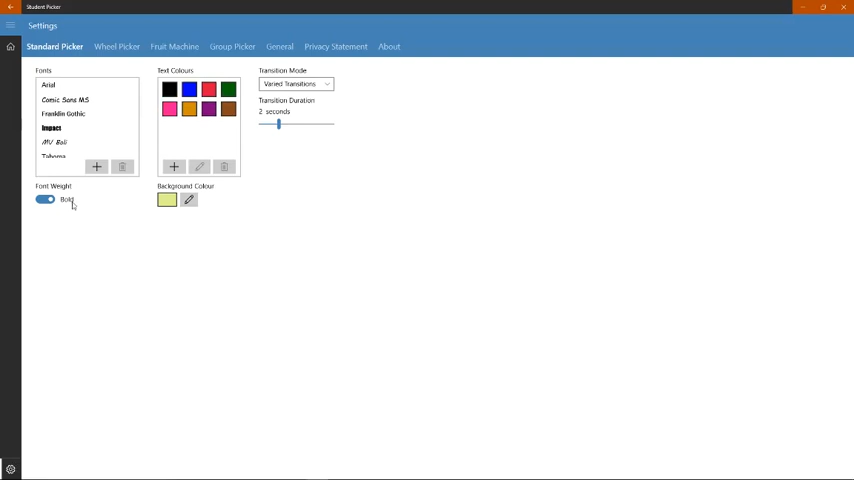 Student Picker
Settings
Standard Picker Wheel Picker Fruit Machine Group Picker General Privacy Statement About
Fonts Text Colours Transition Mode
Arial
Varied Transitions
Comic Sans MS
Transition Duration
Franklin Gothic
2 seconds
Impact
MV Boli
Tahoma
Font Weight Background Colour
Bold